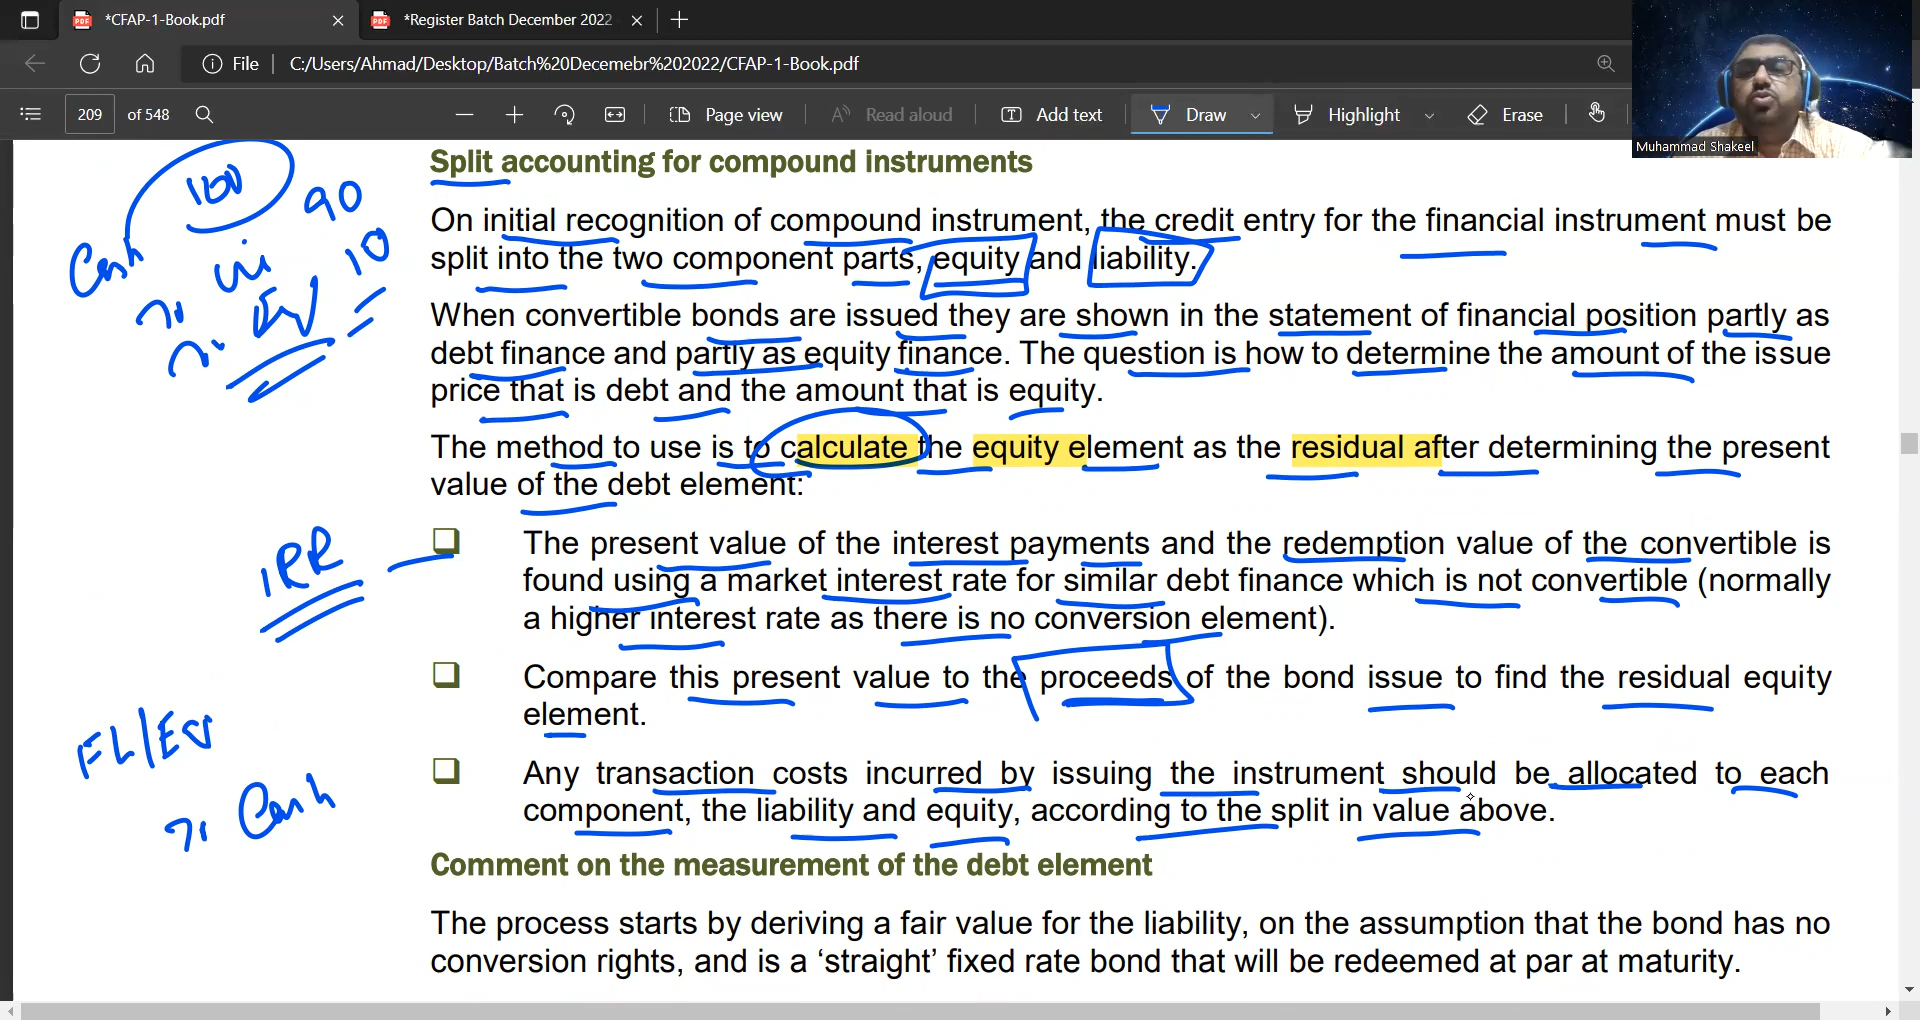 *CFAP-1-Book.pdf
*Register Batch December 2022
File C:/Users/Ahmad/Desktop/Batch%20Decemebr%202022/CFAP-1-Book.pdf
209 of 548 Page view Read aloud Add text Draw Highlight Erase
Muhammad Shakeel
Split accounting for compound instruments
On initial recognition of compound instrument, the credit entry for the financial instrument must be
split into the two component parts, equity and liability.
When convertible bonds are issued they are shown in the statement of financial position partly as
debt finance and partly as equity finance. The question is how to determine the amount of the issue
price that is debt and the amount that is equity.
The method to use is to calculate the equity element as the residual after determining the present
value of the debt element:
❑ The present value of the interest payments and the redemption value of the convertible is
found using a market interest rate for similar debt finance which is not convertible (normally
a higher interest rate as there is no conversion element).
❑ Compare this present value to the proceeds of the bond issue to find the residual equity
element.
❑ Any transaction costs incurred by issuing the instrument should be allocated to each
component, the liability and equity, according to the split in value above.
Comment on the measurement of the debt element
The process starts by deriving a fair value for the liability, on the assumption that the bond has no
conversion rights, and is a ‘straight’ fixed rate bond that will be redeemed at par at maturity.
100
90
Cash
10
IRR
Cash